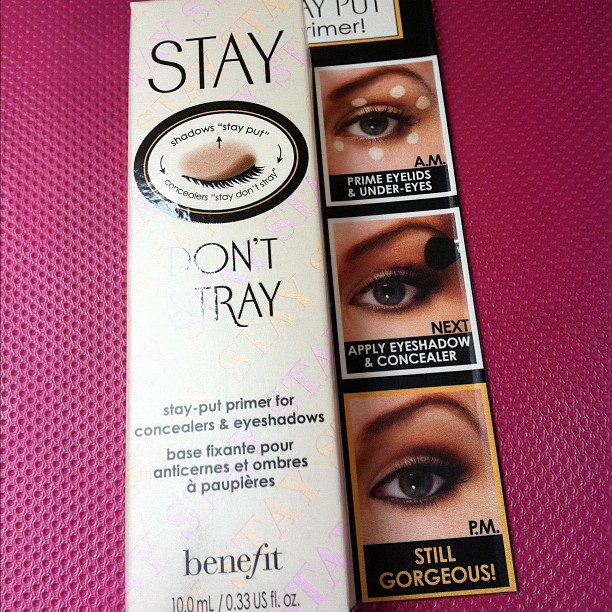 STAY
shadows "stay put"
concealers "stay don't stray"
DON'T
STRAY
stay-put primer for
concealers & eyeshadows
base fixante pour
anticernes et ombres
à paupières
benefit
10.0 mL / 0.33 US fl. oz.
AY PUT
rimer!
A.M.
PRIME EYELIDS
& UNDER-EYES
NEXT
APPLY EYESHADOW
& CONCEALER
P.M.
STILL
GORGEOUS!